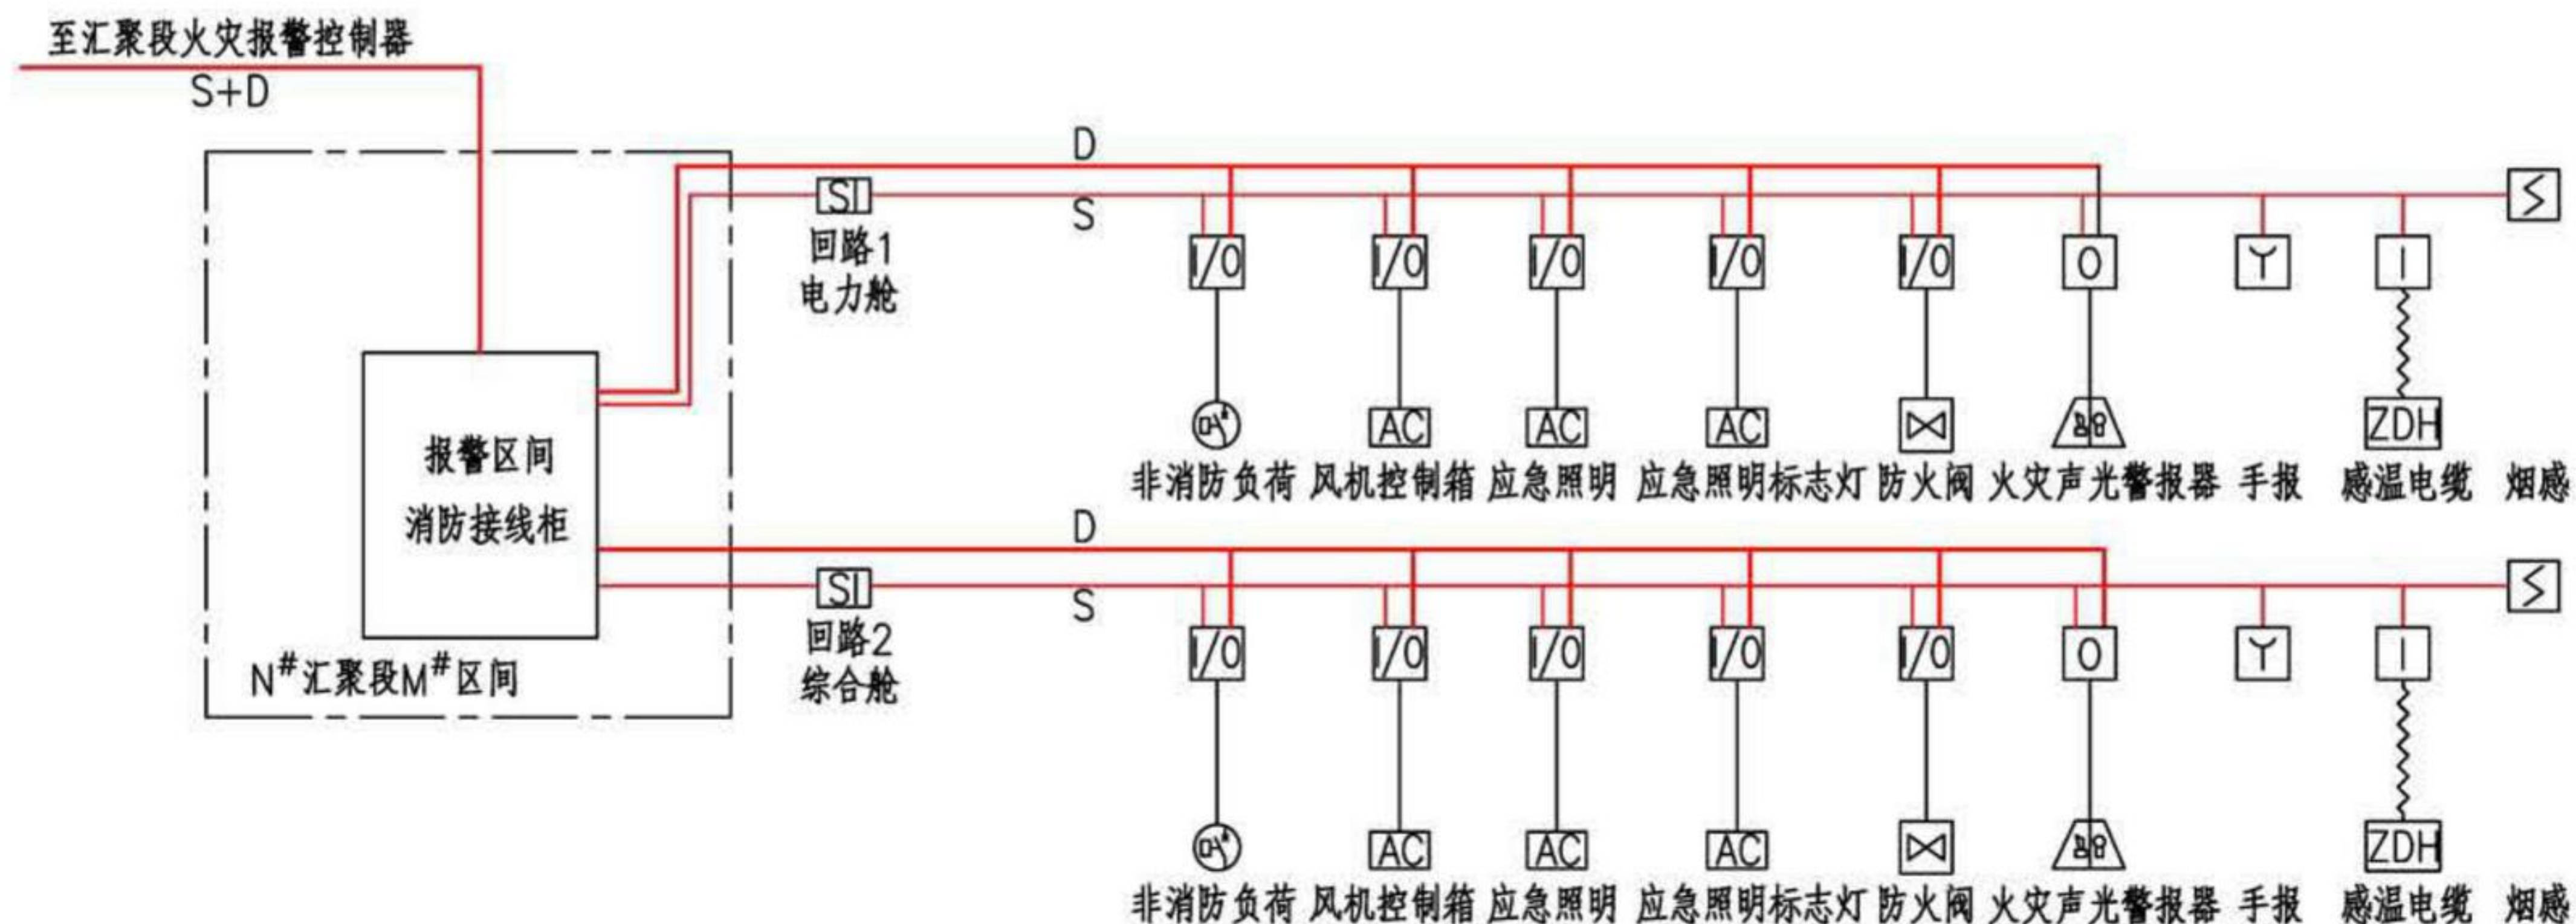 至汇聚段火灾报警控制器
S+D
D
SI
S
回路1
电力舱
I/O I/O I/O I/O I/O O Y I
AC AC AC ZDH
非消防负荷 风机控制箱 应急照明 应急照明标志灯 防火阀 火灾声光警报器 手报 感温电缆 烟感
报警区间
消防接线柜
N#汇聚段M#区间
D
SI
S
回路2
综合舱
I/O I/O I/O I/O I/O O Y I
AC AC AC ZDH
非消防负荷 风机控制箱 应急照明 应急照明标志灯 防火阀 火灾声光警报器 手报 感温电缆 烟感